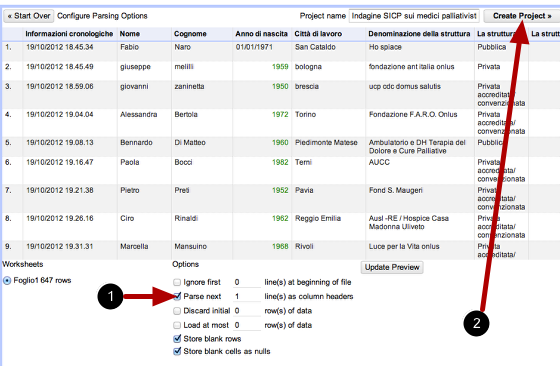 « Start Over Configure Parsing Options Project name Indagine SICP sui medici palliativist Create Project »
Informazioni cronologiche Nome Cognome Anno di nascita Città di lavoro Denominazione della struttura La struttura La strut
1. 19/10/2012 18.45.34 Fabio Naro 01/01/1971 San Cataldo Ho spiace Pubblica
2. 19/10/2012 18.45.49 giuseppe melilli 1959 bologna fondazione ant italia onlus Privata
3. 19/10/2012 18.59.06 giovanni zaninetta 1950 brescia ucp cdc domus salutis Privata
accreditata/
convenzionata
4. 19/10/2012 19.04.04 Alessandra Bertola 1972 Torino Fondazione F.A.R.O. Onlus Privata
accreditata/
convenzionata
5. 19/10/2012 19.08.13 Bennardo Di Matteo 1960 Piedimonte Matese Ambulatorio e DH Terapia del Pubblica
Dolore e Cure Palliative
6. 19/10/2012 19.16.47 Paola Bocci 1982 Terni AUCC Privata
accreditata/
convenzionata
7. 19/10/2012 19.21.38 Pietro Preti 1952 Pavia Fond S. Maugeri Privata
accreditata/
convenzionata
8. 19/10/2012 19.26.16 Ciro Rinaldi 1962 Reggio Emilia Ausl -RE / Hospice Casa Privata
Madonna Uliveto accreditata/
convenzionata
9. 19/10/2012 19.31.31 Marcella Mansuino 1968 Rivoli Luce per la Vita onlus Privata
accreditata/
Worksheets Options Update Preview
Foglio1 647 rows
Ignore first 0 line(s) at beginning of file
1 Parse next 1 line(s) as column headers
Discard initial 0 row(s) of data
Load at most 0 row(s) of data
2
Store blank rows
Store blank cells as nulls